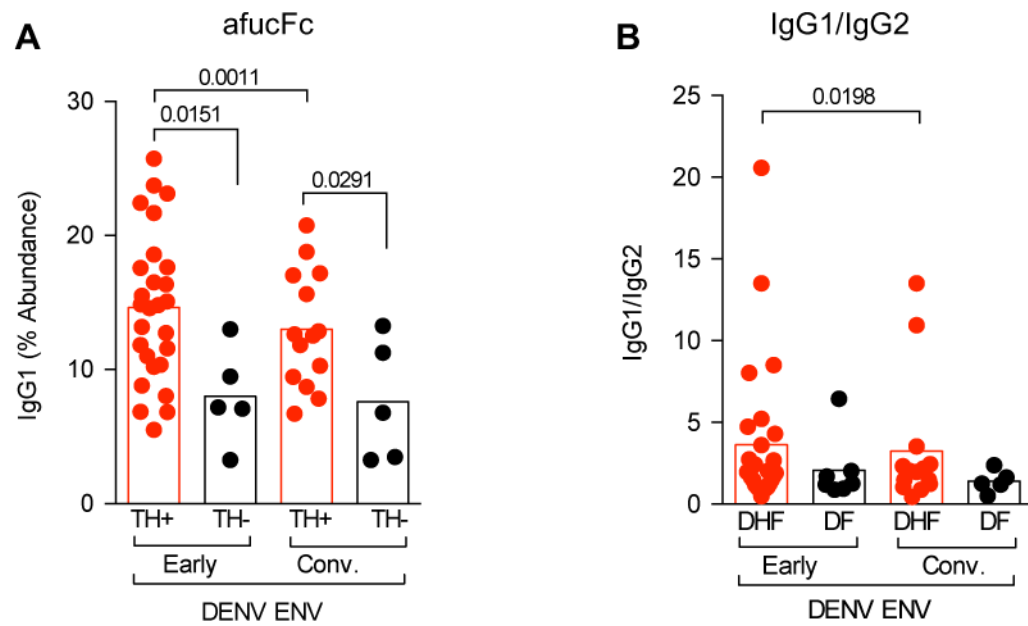 A
afucFc
0.0011
0.0151
0.0291
30
20
10
0
IgG1 (% Abundance)
TH+ TH- TH+ TH-
Early Conv.
DENV ENV
B
IgG1/IgG2
0.0198
25
20
15
10
5
0
IgG1/IgG2
DHF DF DHF DF
Early Conv.
DENV ENV